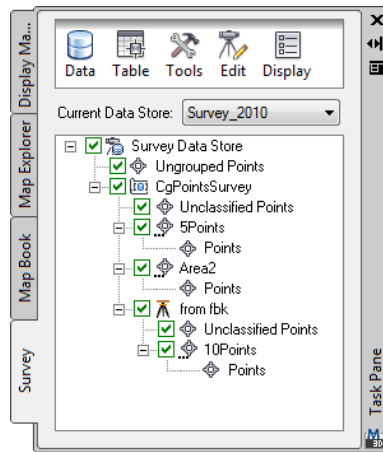 Display Ma...
Map Explorer
Map Book
Survey
Data Table Tools Edit Display
Current Data Store: Survey_2010
Survey Data Store
Ungrouped Points
CgPointsSurvey
Unclassified Points
5Points
Points
Area2
Points
from fbk
Unclassified Points
10Points
Points
Task Pane
M
3D